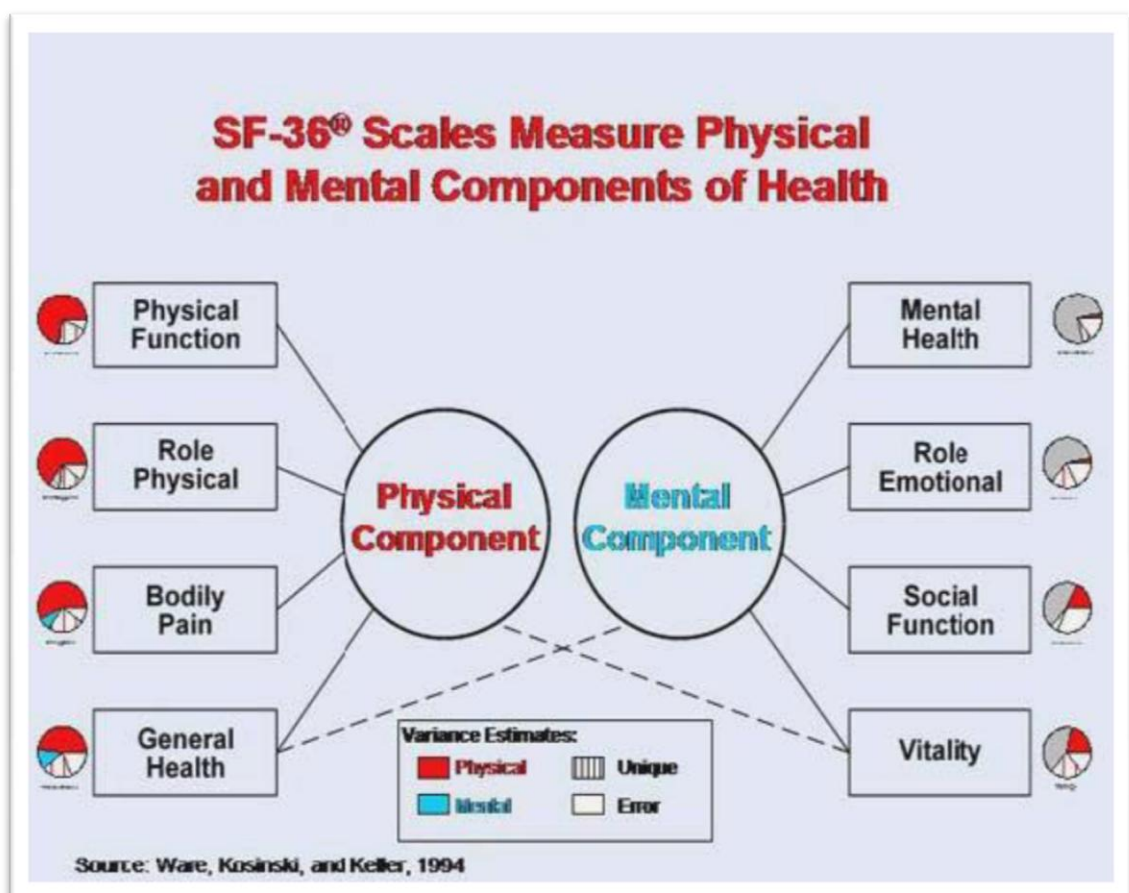 SF-36® Scales Measure Physical
and Mental Components of Health
Physical
Function
Role
Physical
Bodily
Pain
General
Health
Physical
Component
Mental
Component
Mental
Health
Role
Emotional
Social
Function
Vitality
Variance Estimates:
Physical
Unique
Mental
Error
Source: Ware, Kosinski, and Keller, 1994